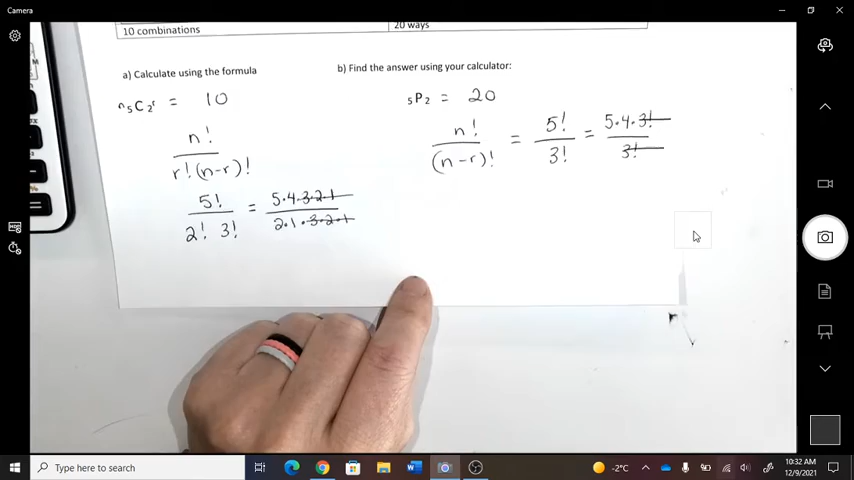 Camera
10 combinations
20 ways
a) Calculate using the formula
b) Find the answer using your calculator:
n5C2r = 10
5P2 = 20
n!
r!(n-r)!
n!/(n-r)! = 5!/3! = 5·4·3!/3!
5!/2! 3! = 5·4·3·2·1/2·1·3·2·1
Type here to search
-2°C
10:32 AM
12/9/2021